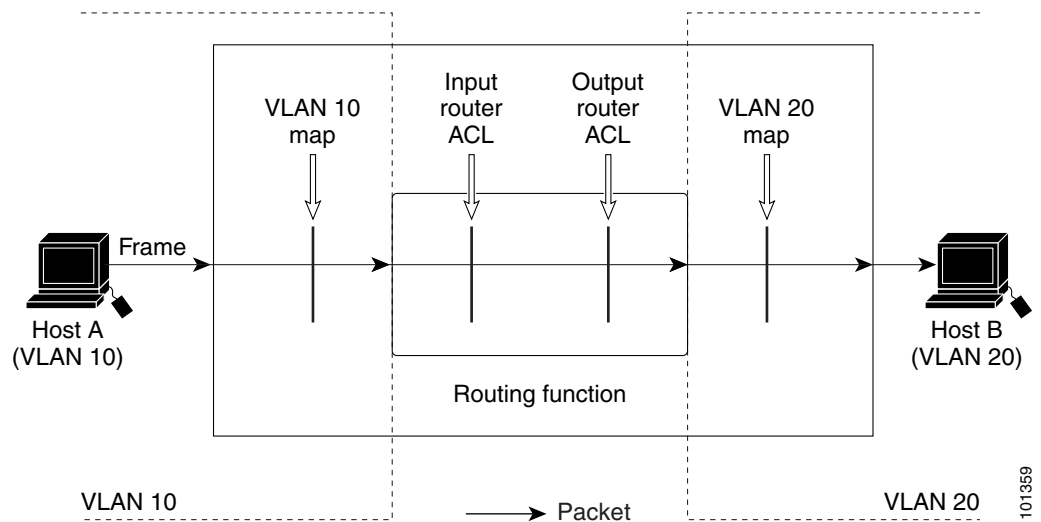 VLAN 10
map
Input
router
ACL
Output
router
ACL
VLAN 20
map
Frame
Host A
(VLAN 10)
Host B
(VLAN 20)
Routing function
VLAN 10
Packet
VLAN 20
101359